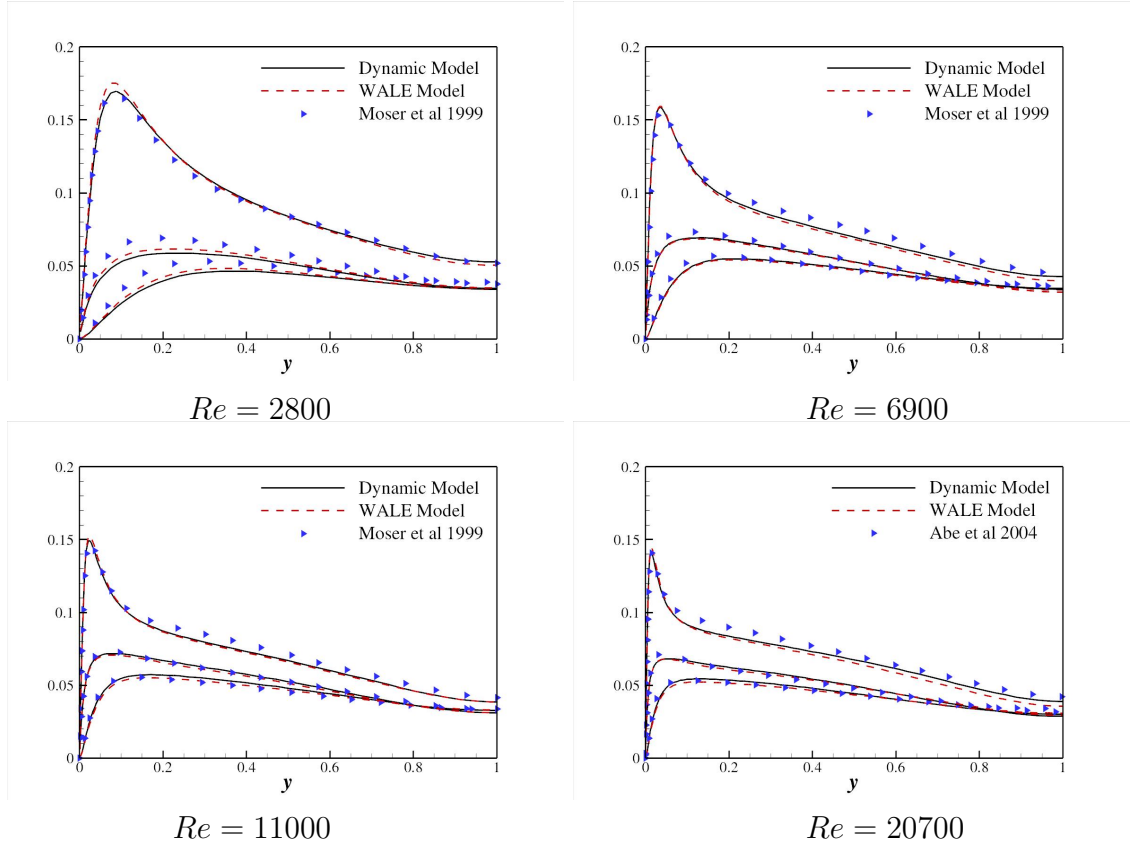 0.2
0.15
0.1
0.05
0
0 0.2 0.4 0.6 0.8 1
y
Dynamic Model
WALE Model
Moser et al 1999
Re = 2800
0.2
0.15
0.1
0.05
0
0 0.2 0.4 0.6 0.8 1
y
Dynamic Model
WALE Model
Moser et al 1999
Re = 6900
0.2
0.15
0.1
0.05
0
0 0.2 0.4 0.6 0.8 1
y
Dynamic Model
WALE Model
Moser et al 1999
Re = 11000
0.2
0.15
0.1
0.05
0
0 0.2 0.4 0.6 0.8 1
y
Dynamic Model
WALE Model
Abe et al 2004
Re = 20700